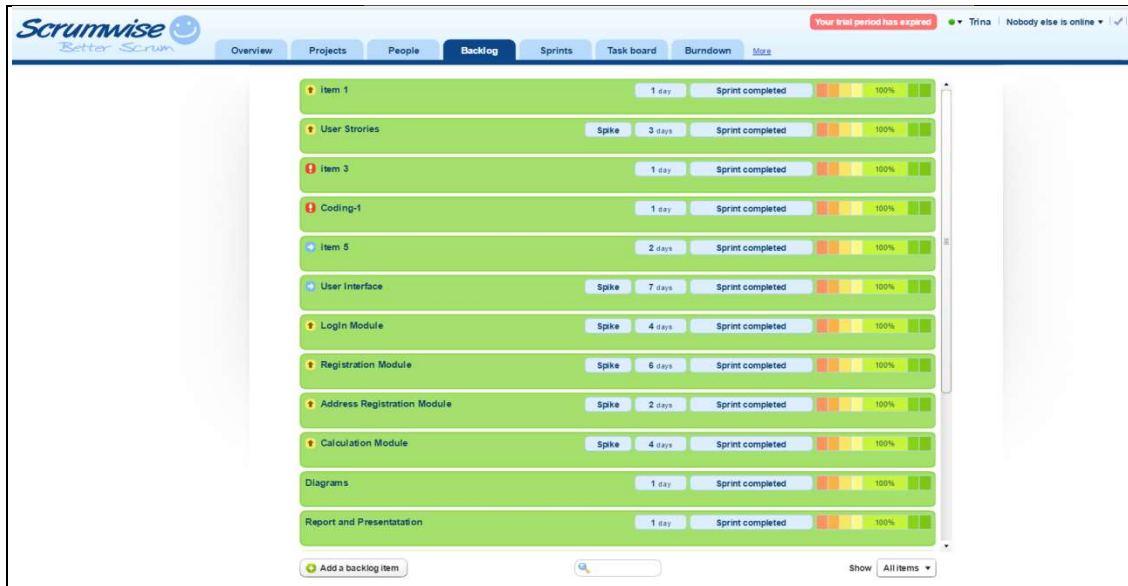 Scrumwise
Better Scrum
Your trial period has expired Trina Nobody else is online
Overview Projects People Backlog Sprints Task board Burndown More
item 1 1 day Sprint completed 100%
User Strories Spike 3 days Sprint completed 100%
item 3 1 day Sprint completed 100%
Coding-1 1 day Sprint completed 100%
item 5 2 days Sprint completed 100%
User Interface Spike 7 days Sprint completed 100%
LogIn Module Spike 4 days Sprint completed 100%
Registration Module Spike 6 days Sprint completed 100%
Address Registration Module Spike 2 days Sprint completed 100%
Calculation Module Spike 4 days Sprint completed 100%
Diagrams 1 day Sprint completed 100%
Report and Presentatation 1 day Sprint completed 100%
Add a backlog item Show All items